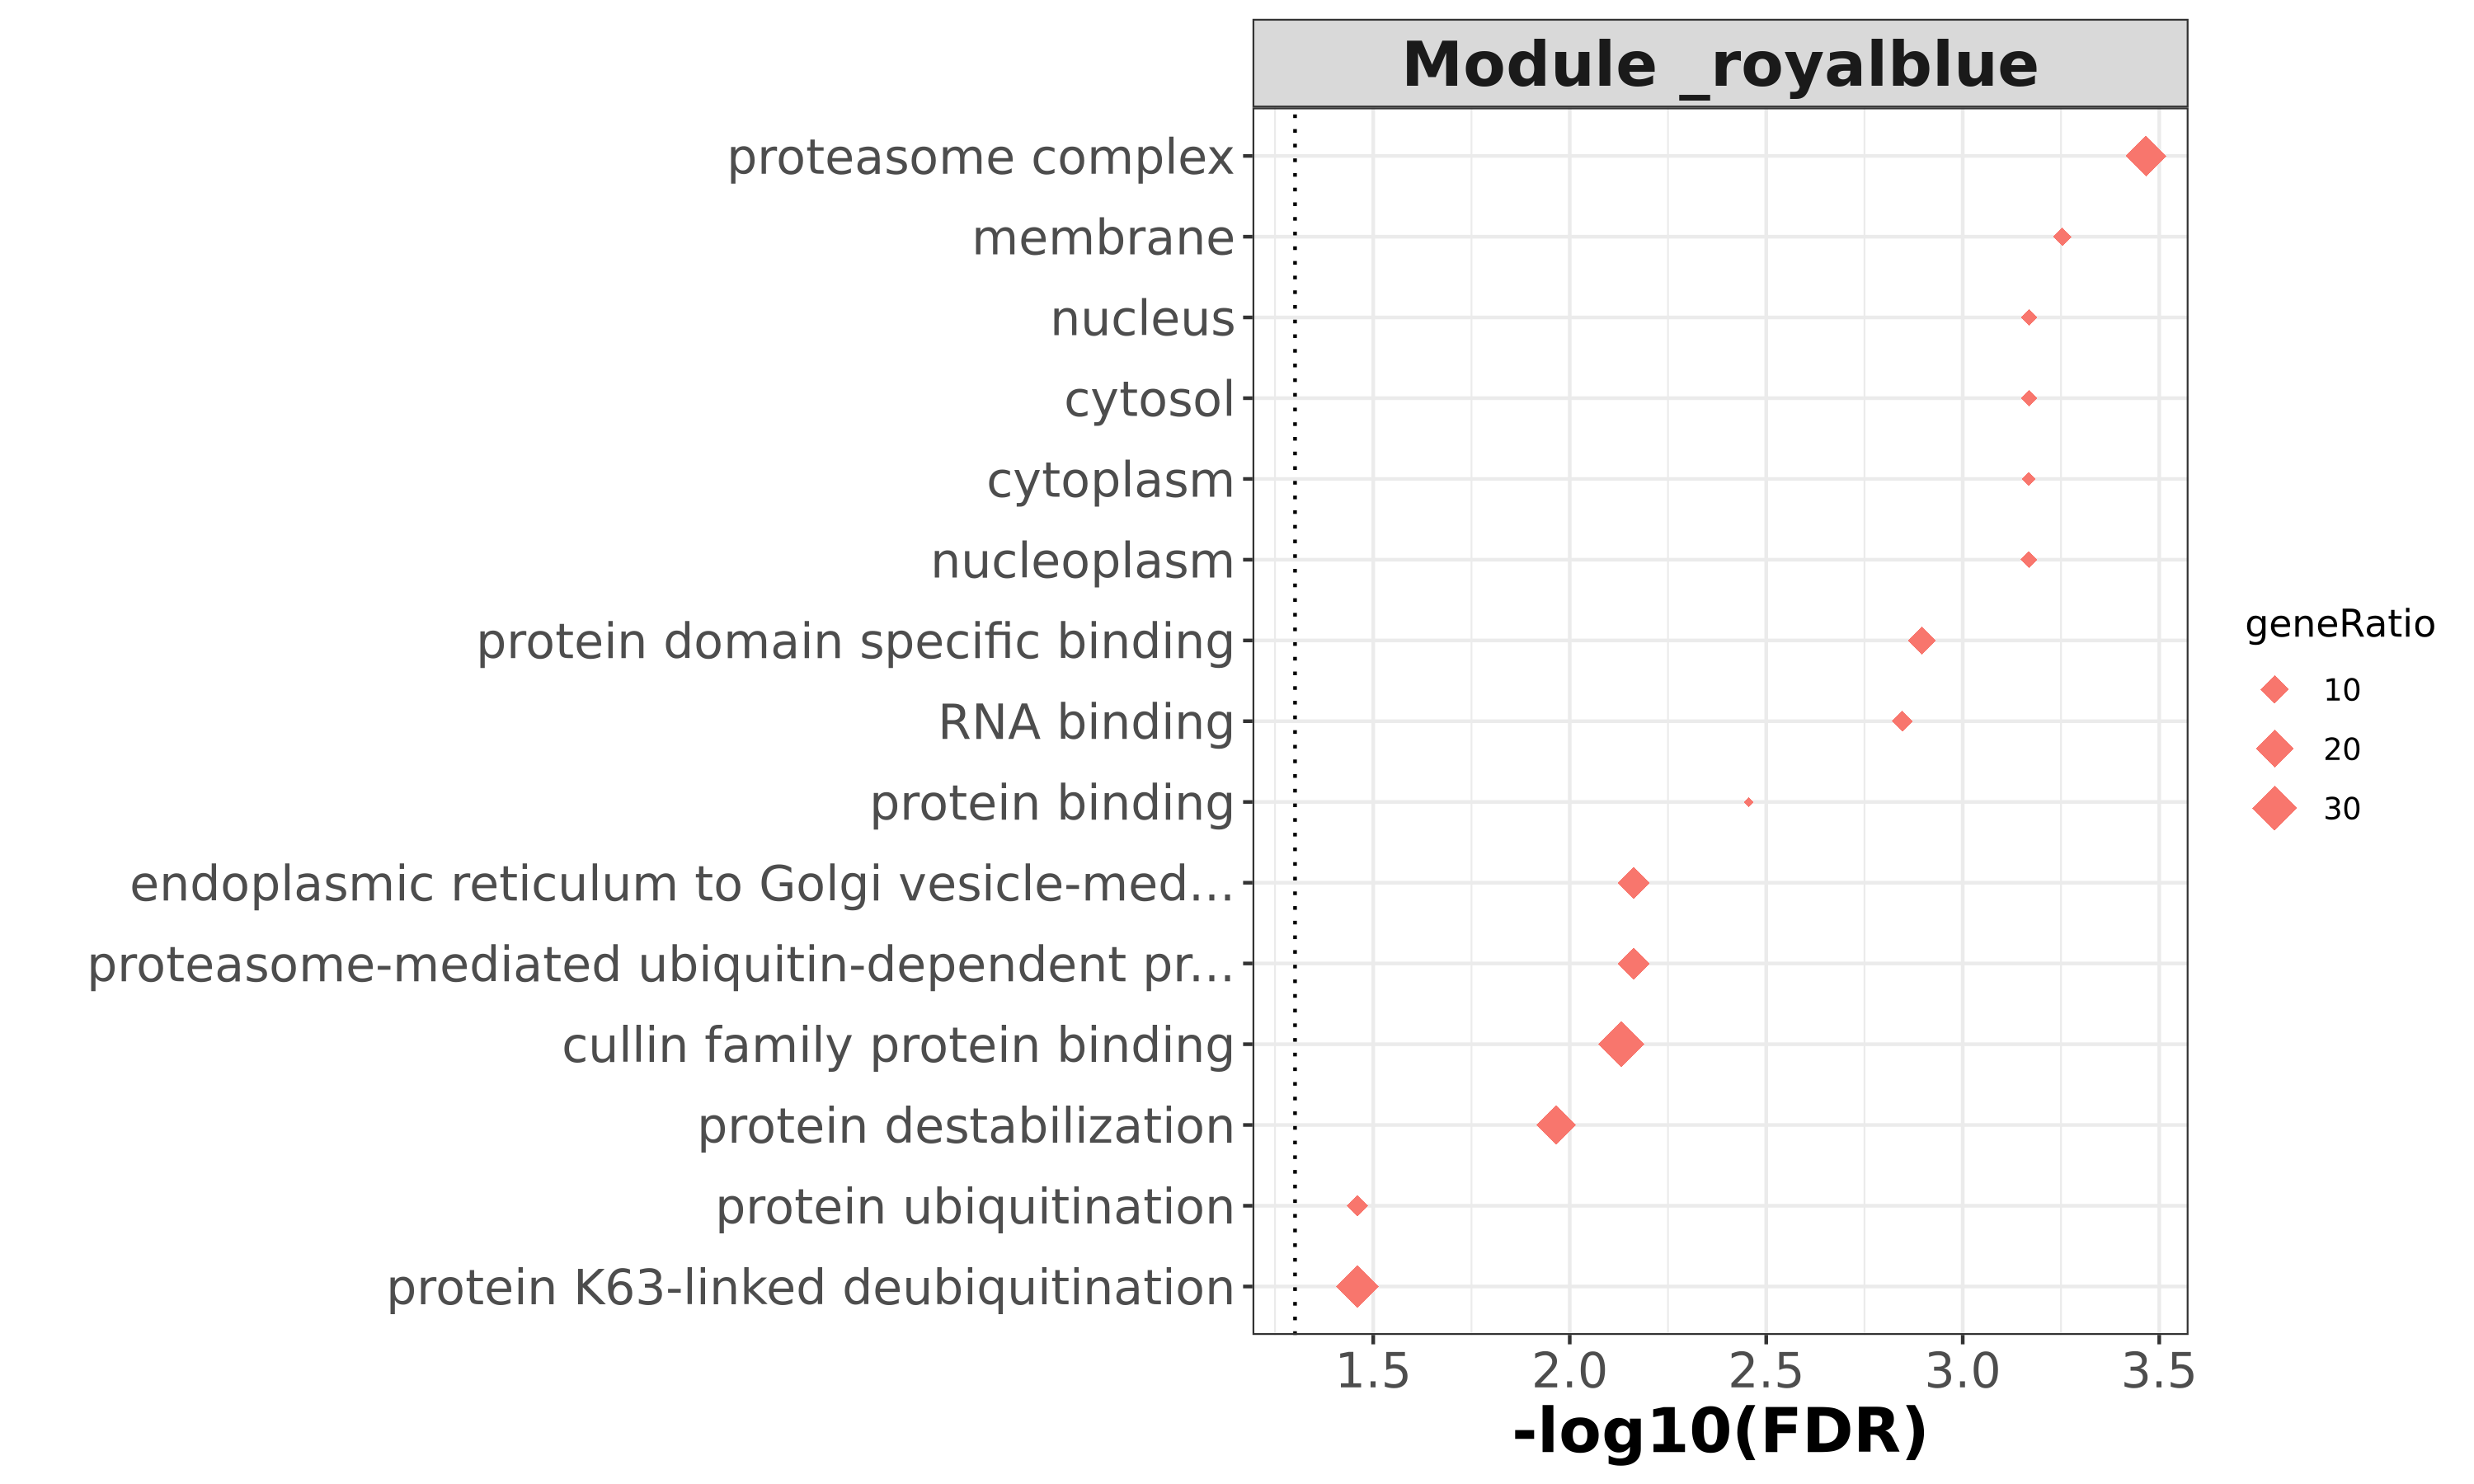 Module _royalblue
proteasome complex
membrane
nucleus
cytosol
cytoplasm
nucleoplasm
protein domain specific binding
RNA binding
protein binding
endoplasmic reticulum to Golgi vesicle-med...
proteasome-mediated ubiquitin-dependent pr...
cullin family protein binding
protein destabilization
protein ubiquitination
protein K63-linked deubiquitination
1.5 2.0 2.5 3.0 3.5
-log10(FDR)
geneRatio
10
20
30